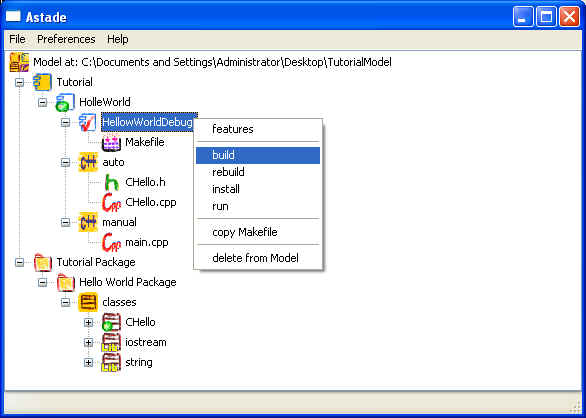 Astade
File Preferences Help
Model at: C:\Documents and Settings\Administrator\Desktop\TutorialModel
Tutorial
HolleWorld
HellowWorldDebug
Makefile
auto
CHello.h
CHello.cpp
manual
main.cpp
Tutorial Package
Hello World Package
classes
CHello
iostream
string
features
build
rebuild
install
run
copy Makefile
delete from Model